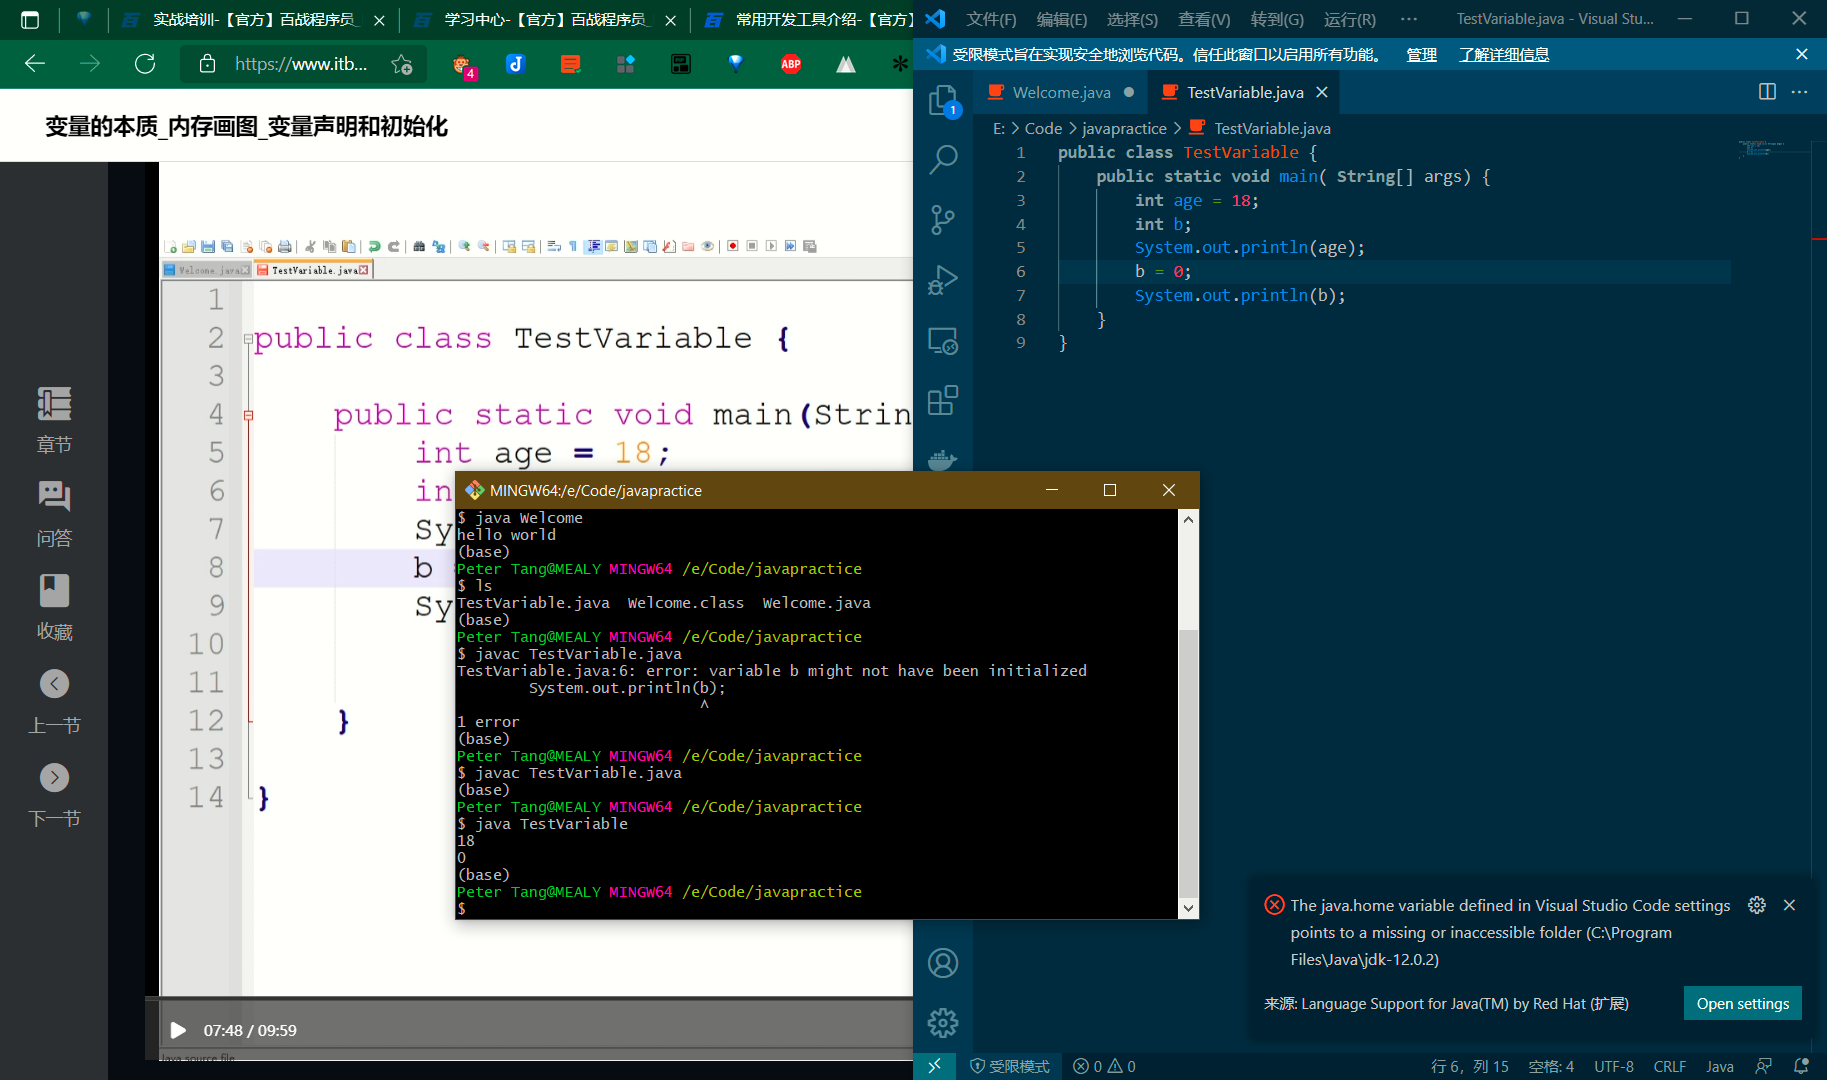 实战培训-【官方】百战程序员_
学习中心-【官方】百战程序员_
常用开发工具介绍-【官方】
https://www.itb...
4
ABP
变量的本质_内存画图_变量声明和初始化
章节
问答
收藏
上一节
下一节
Welcome.java
TestVariable.java
1
2 public class TestVariable {
3
4 public static void main(Strin
5 int age = 18;
6 in
7 Sy
8 b
9 Sy
10
11
12 }
13
14 }
07:48 / 09:59
Java source file
MINGW64:/e/Code/javapractice
$ java Welcome
hello world
(base)
Peter Tang@MEALY MINGW64 /e/Code/javapractice
$ ls
TestVariable.java  Welcome.class  Welcome.java
(base)
Peter Tang@MEALY MINGW64 /e/Code/javapractice
$ javac TestVariable.java
TestVariable.java:6: error: variable b might not have been initialized
System.out.println(b);
^
1 error
(base)
Peter Tang@MEALY MINGW64 /e/Code/javapractice
$ javac TestVariable.java
(base)
Peter Tang@MEALY MINGW64 /e/Code/javapractice
$ java TestVariable
18
0
(base)
Peter Tang@MEALY MINGW64 /e/Code/javapractice
$
文件(F) 编辑(E) 选择(S) 查看(V) 转到(G) 运行(R) ··· TestVariable.java - Visual Stu...
受限模式旨在实现安全地浏览代码。信任此窗口以启用所有功能。 管理 了解详细信息
1
Welcome.java
TestVariable.java
E: > Code > javapractice > TestVariable.java
1 public class TestVariable {
2 public static void main( String[] args) {
3 int age = 18;
4 int b;
5 System.out.println(age);
6 b = 0;
7 System.out.println(b);
8 }
9 }
The java.home variable defined in Visual Studio Code settings
points to a missing or inaccessible folder (C:\Program
Files\Java\jdk-12.0.2)
来源: Language Support for Java(TM) by Red Hat (扩展)
Open settings
受限模式 0 0 行 6，列 15 空格: 4 UTF-8 CRLF Java